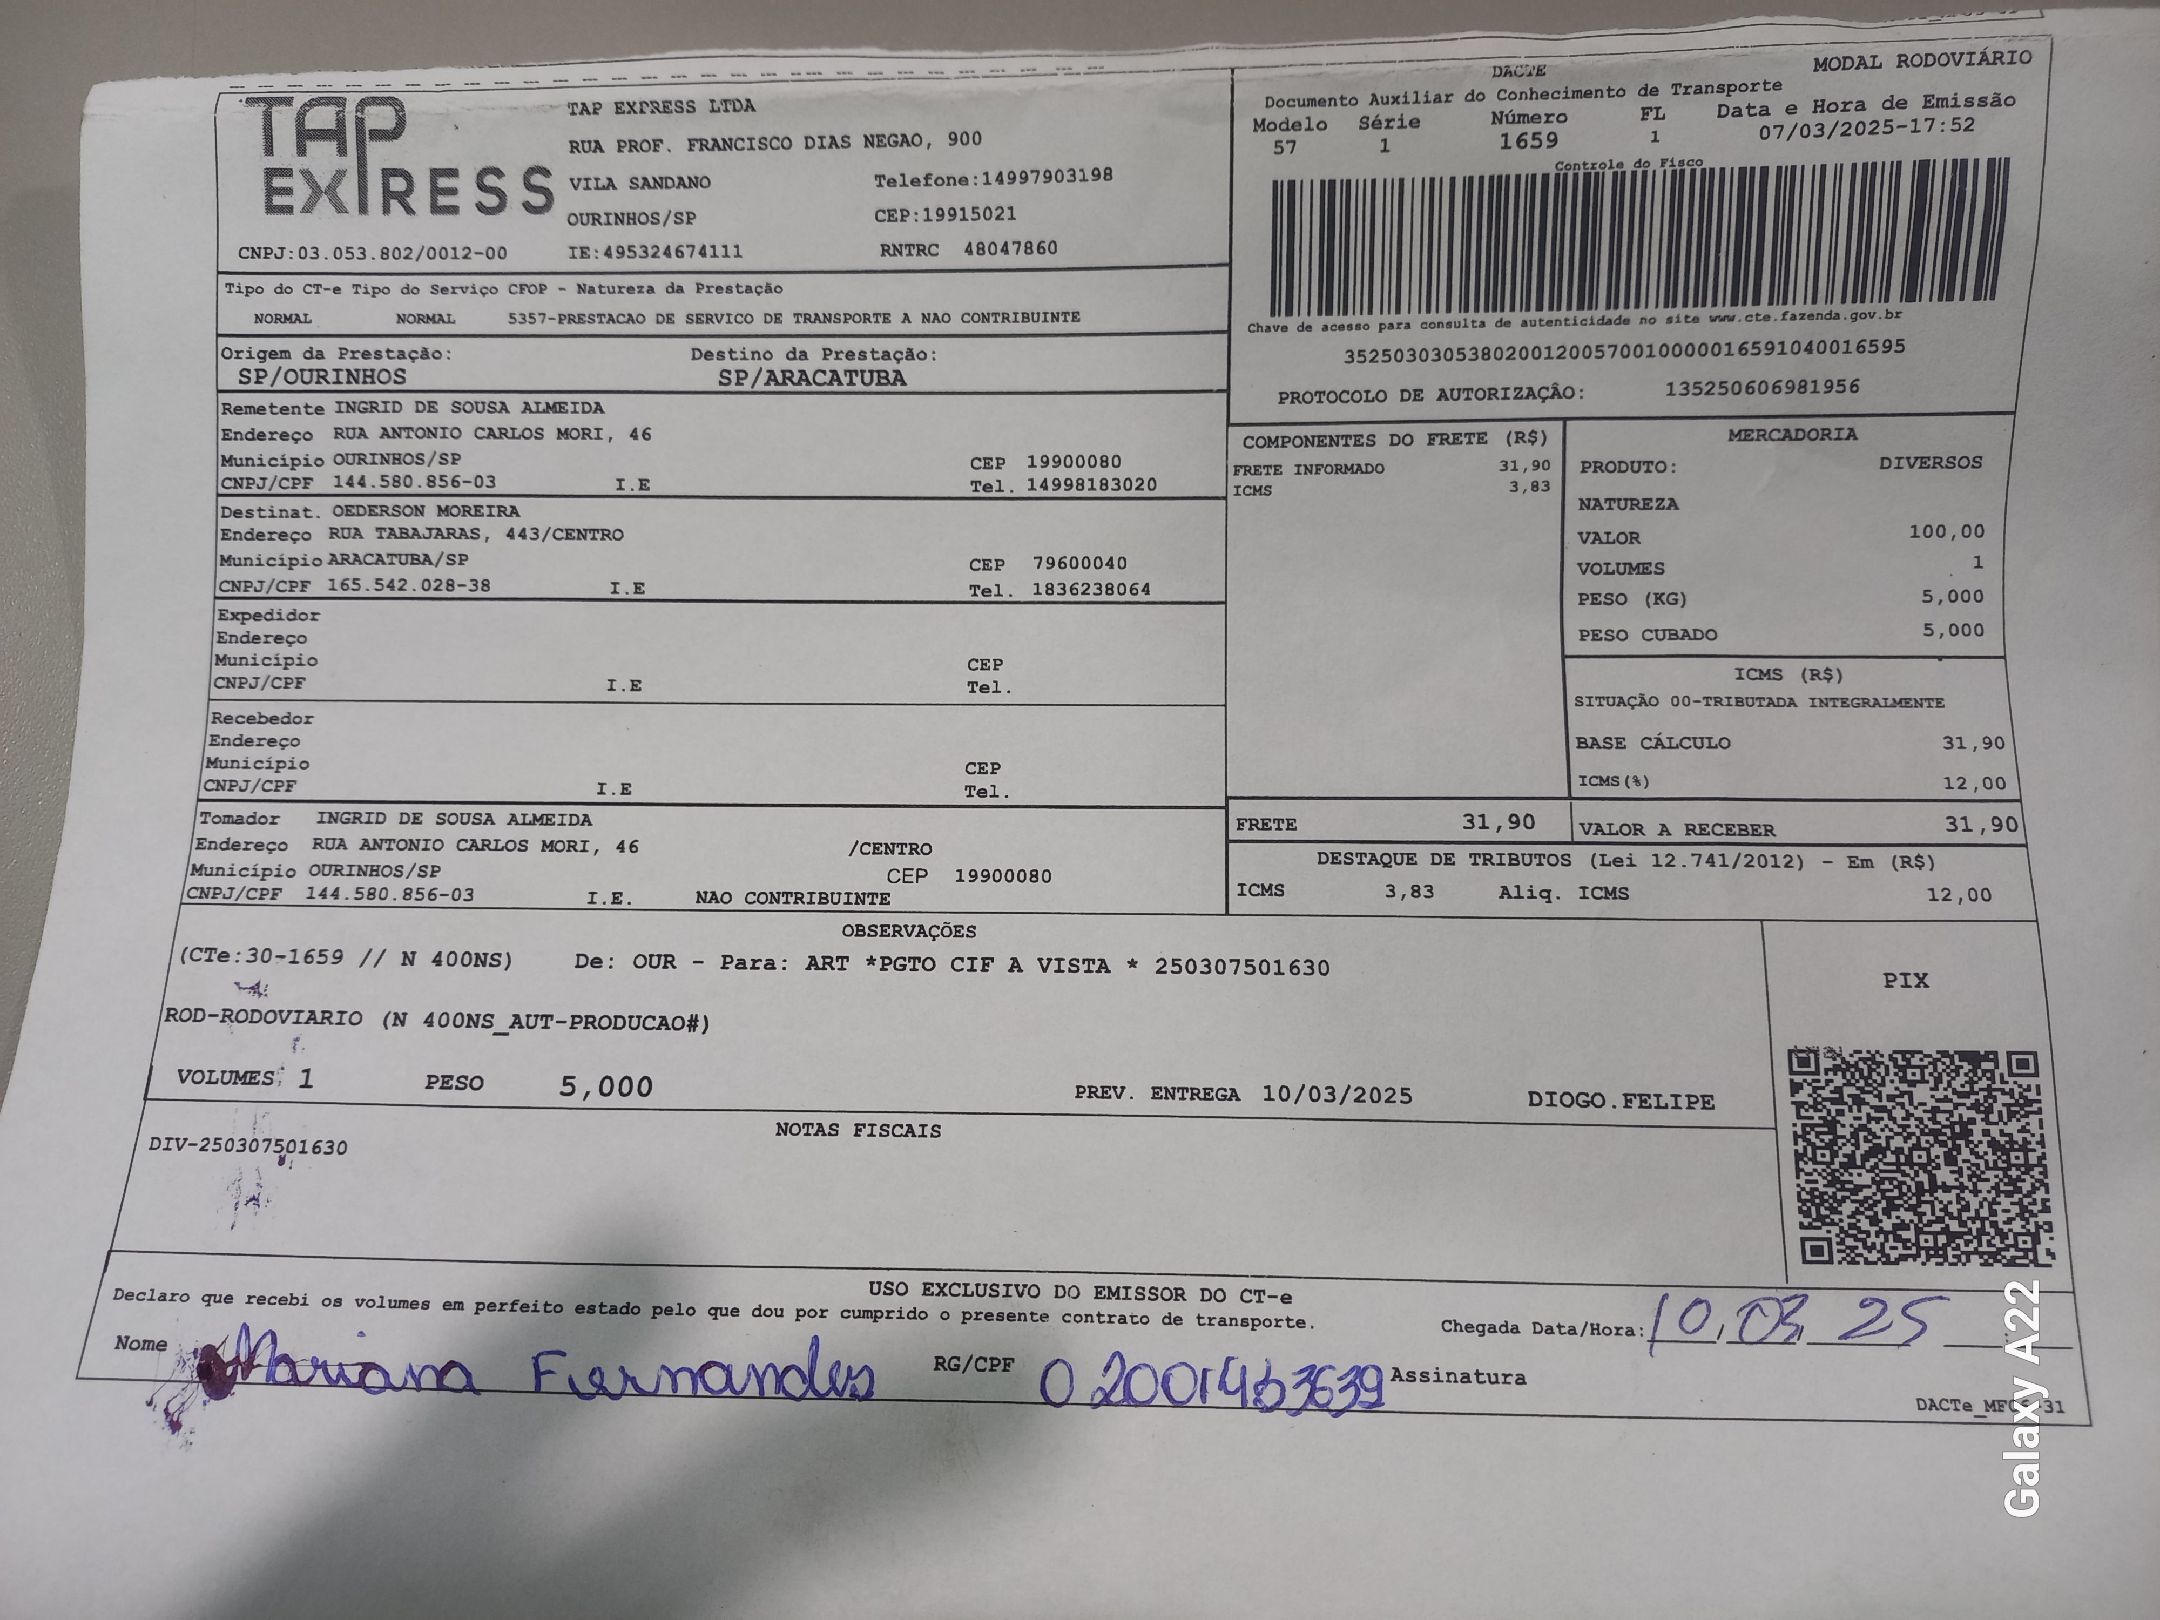 TAP EXPRESS
TAP EXPRESS LTDA
RUA PROF. FRANCISCO DIAS NEGAO, 900
VILA SANDANO Telefone:14997903198
OURINHOS/SP CEP:19915021
CNPJ:03.053.802/0012-00 IE:495324674111 RNTRC 48047860
MODAL RODOVIÁRIO
DACTE
Documento Auxiliar do Conhecimento de Transporte
Modelo Série Número FL Data e Hora de Emissão
57 1 1659 1 07/03/2025-17:52
Controle do Fisco
Chave de acesso para consulta de autenticidade no site www.cte.fazenda.gov.br
35250303053802001200570010000016591040016595
PROTOCOLO DE AUTORIZAÇÂO: 135250606981956
Tipo do CT-e Tipo do Serviço CFOP - Natureza da Prestação
NORMAL NORMAL 5357-PRESTACAO DE SERVICO DE TRANSPORTE A NAO CONTRIBUINTE
Origem da Prestação: Destino da Prestação:
SP/OURINHOS SP/ARACATUBA
Remetente INGRID DE SOUSA ALMEIDA
Endereço RUA ANTONIO CARLOS MORI, 46
Município OURINHOS/SP CEP 19900080
CNPJ/CPF 144.580.856-03 I.E Tel. 14998183020
Destinat. OEDERSON MOREIRA
Endereço RUA TABAJARAS, 443/CENTRO
Município ARACATUBA/SP CEP 79600040
CNPJ/CPF 165.542.028-38 I.E Tel. 1836238064
Expedidor
Endereço
Município CEP
CNPJ/CPF I.E Tel.
Recebedor
Endereço
Município CEP
CNPJ/CPF I.E Tel.
Tomador INGRID DE SOUSA ALMEIDA
Endereço RUA ANTONIO CARLOS MORI, 46 /CENTRO
Município OURINHOS/SP CEP 19900080
CNPJ/CPF 144.580.856-03 I.E. NAO CONTRIBUINTE
COMPONENTES DO FRETE (R$)
FRETE INFORMADO 31,90
ICMS 3,83
MERCADORIA
PRODUTO: DIVERSOS
NATUREZA
VALOR 100,00
VOLUMES 1
PESO (KG) 5,000
PESO CUBADO 5,000
ICMS (R$)
SITUAÇÃO 00-TRIBUTADA INTEGRALMENTE
BASE CÁLCULO 31,90
ICMS(%) 12,00
FRETE 31,90 VALOR A RECEBER 31,90
DESTAQUE DE TRIBUTOS (Lei 12.741/2012) - Em (R$)
ICMS 3,83 Aliq. ICMS 12,00
OBSERVAÇÕES
(CTe:30-1659 // N 400NS) De: OUR - Para: ART *PGTO CIF A VISTA * 250307501630
ROD-RODOVIARIO (N 400NS_AUT-PRODUCAO#)
VOLUMES: 1 PESO 5,000 PREV. ENTREGA 10/03/2025 DIOGO.FELIPE
PIX
NOTAS FISCAIS
DIV-250307501630
USO EXCLUSIVO DO EMISSOR DO CT-e
Declaro que recebi os volumes em perfeito estado pelo que dou por cumprido o presente contrato de transporte.
Chegada Data/Hora: 10, 03, 25
Nome Mariana Fernandes RG/CPF Assinatura
Galaxy A22